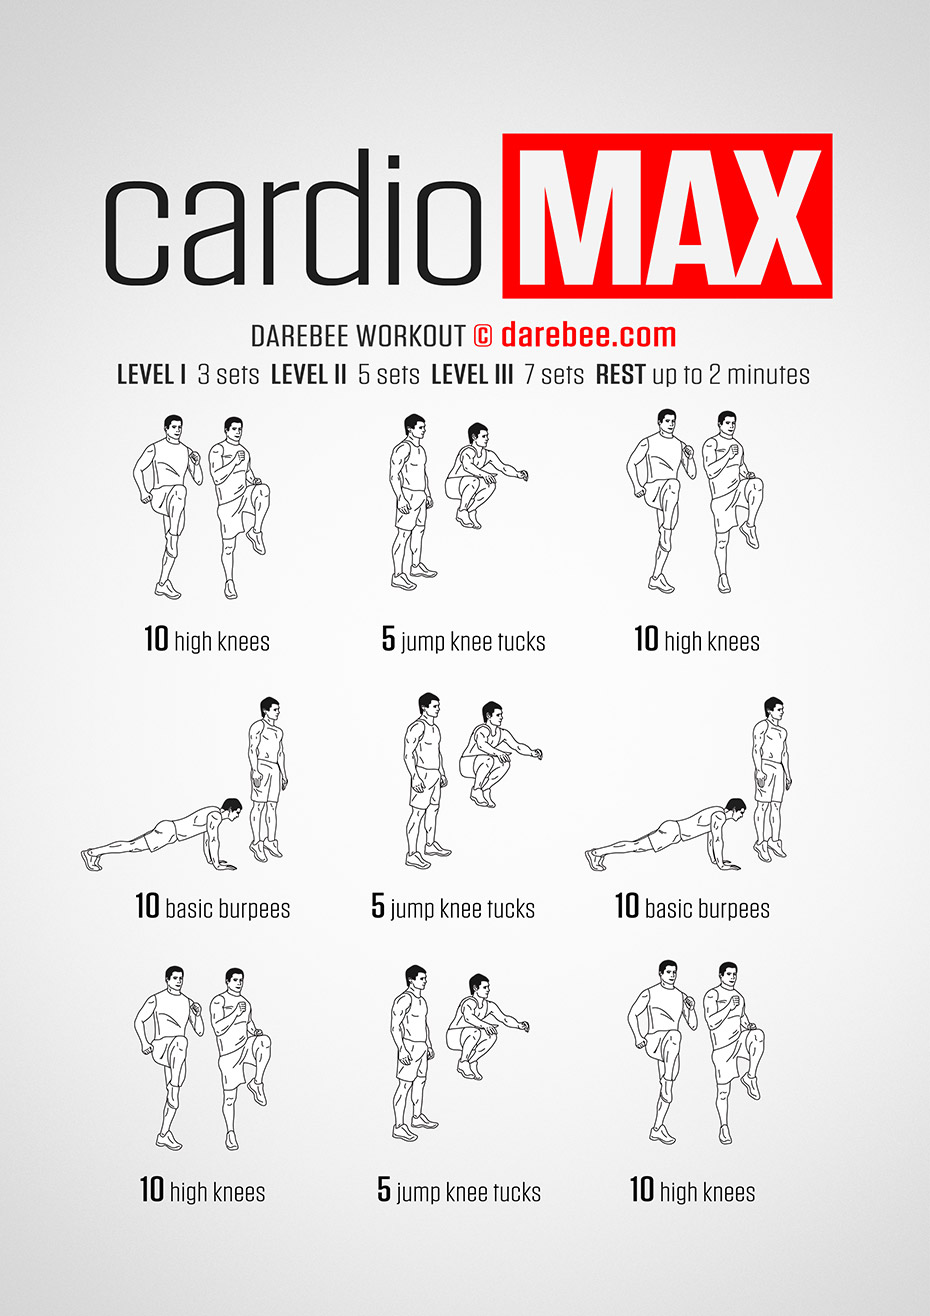 cardio MAX
DAREBEE WORKOUT © darebee.com
LEVEL I 3 sets LEVEL II 5 sets LEVEL III 7 sets REST up to 2 minutes
10 high knees
5 jump knee tucks
10 high knees
10 basic burpees
5 jump knee tucks
10 basic burpees
10 high knees
5 jump knee tucks
10 high knees